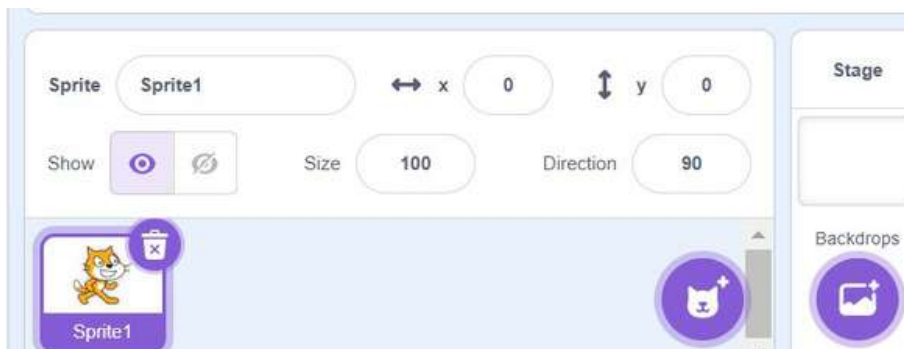 Sprite Sprite1 x 0 y 0 Stage
Show Size 100 Direction 90
Backdrops
Sprite1